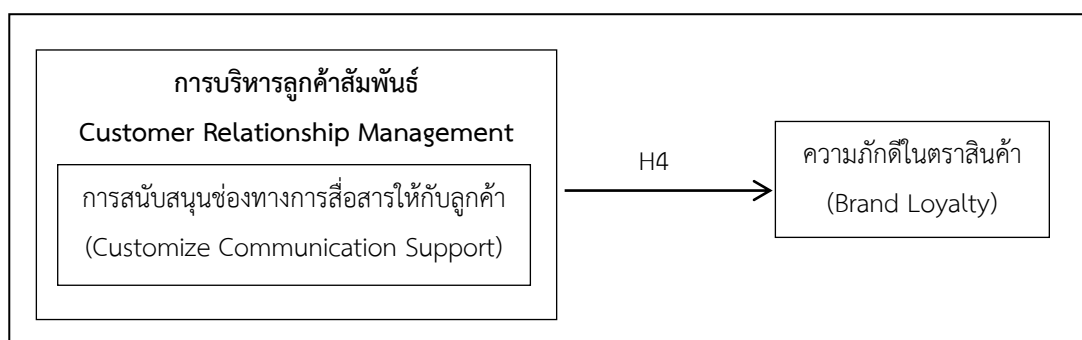 การบริหารลูกค้าสัมพันธ์
Customer Relationship Management
การสนับสนุนช่องทางการสื่อสารให้กับลูกค้า
(Customize Communication Support)
H4
ความภักดีในตราสินค้า
(Brand Loyalty)